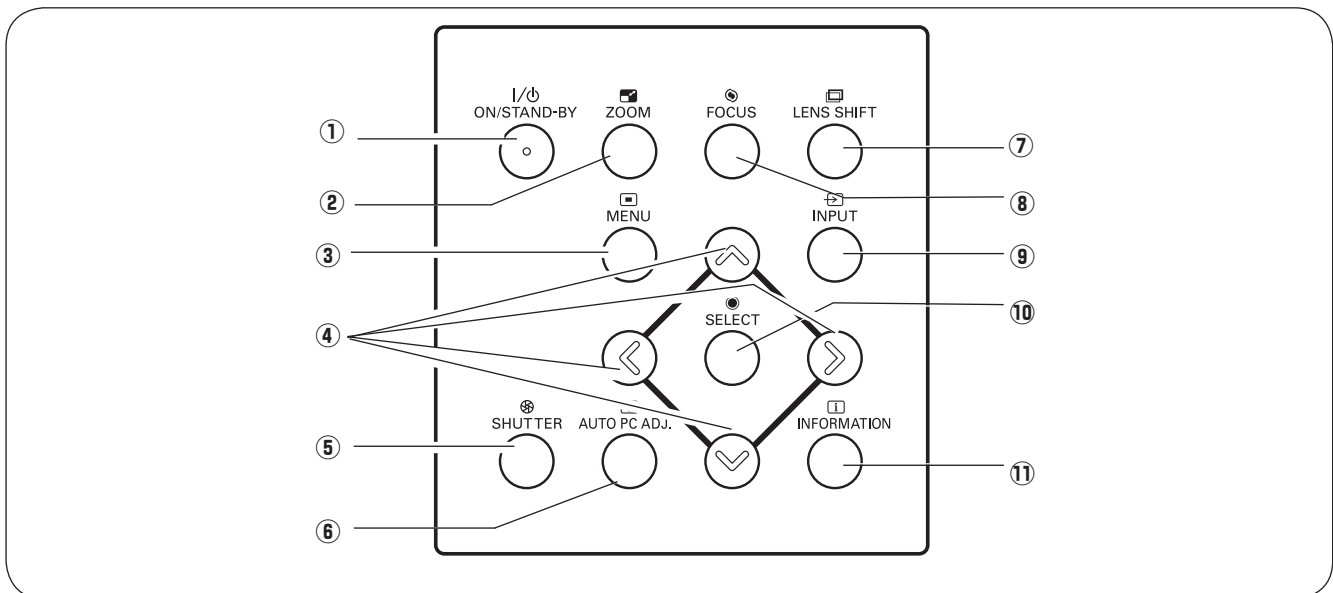 I/⏻
ON/STAND-BY ZOOM FOCUS LENS SHIFT
① ⑦
② ⑧
MENU INPUT
③ ⑨
④ SELECT ⑩
SHUTTER AUTO PC ADJ. INFORMATION
⑤ ⑪
⑥